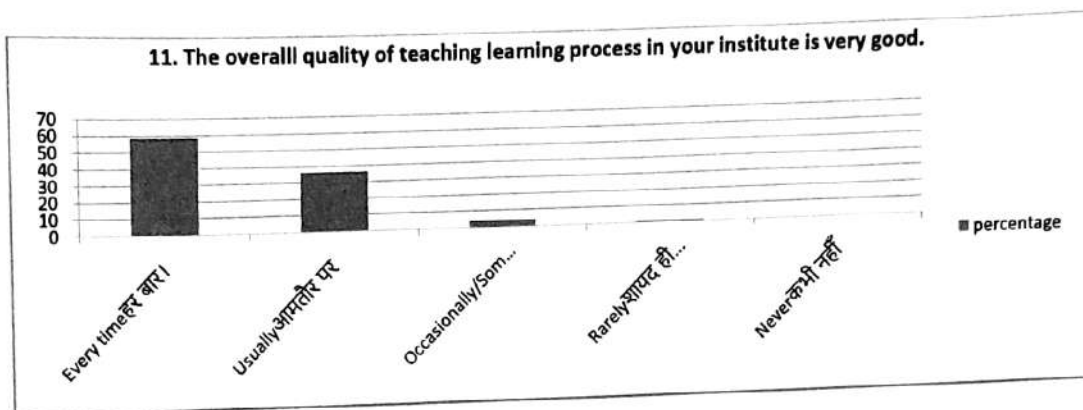 11. The overalll quality of teaching learning process in your institute is very good.
70
60
50
40
30
20
10
0
Every timeहर बार।
Usuallyआमतौर पर
Occasionally/Som...
Rarelyशायद ही...
Neverकभी नहीं
percentage